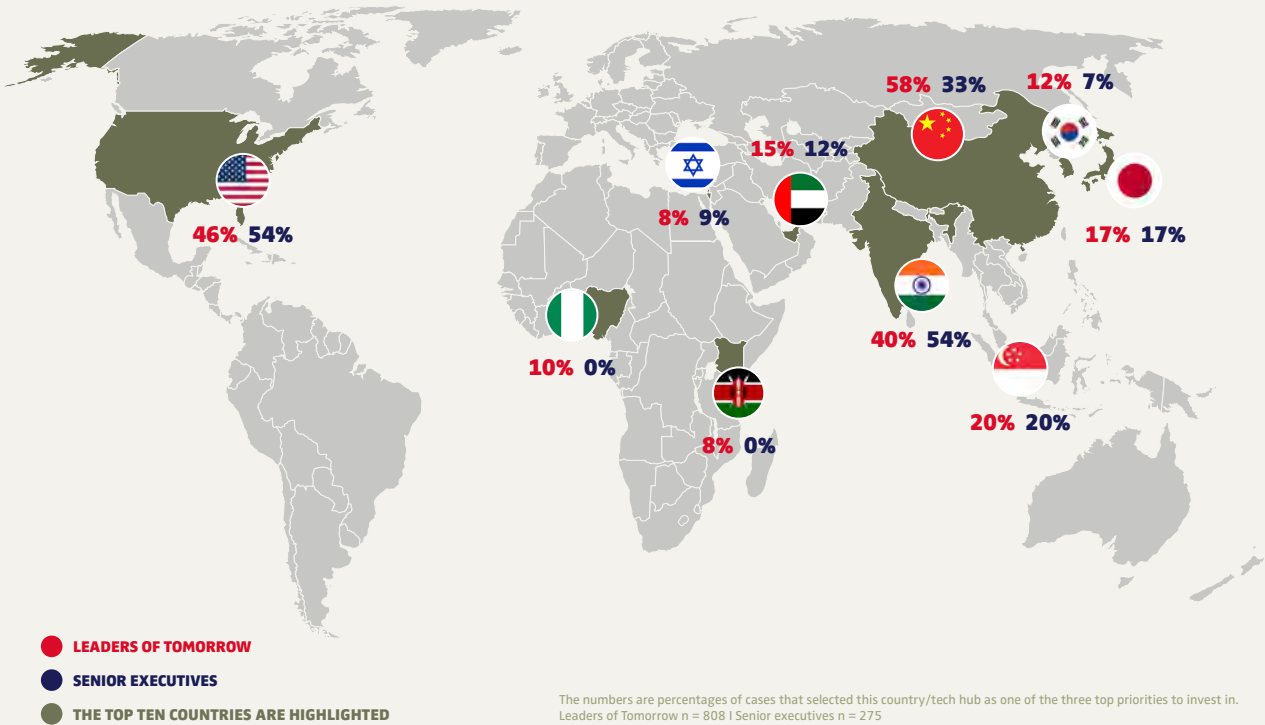 58% 33%
12% 7%
15% 12%
8% 9%
46% 54%
17% 17%
10% 0%
40% 54%
8% 0%
20% 20%
LEADERS OF TOMORROW
SENIOR EXECUTIVES
THE TOP TEN COUNTRIES ARE HIGHLIGHTED
The numbers are percentages of cases that selected this country/tech hub as one of the three top priorities to invest in.
Leaders of Tomorrow n = 808 I Senior executives n = 275